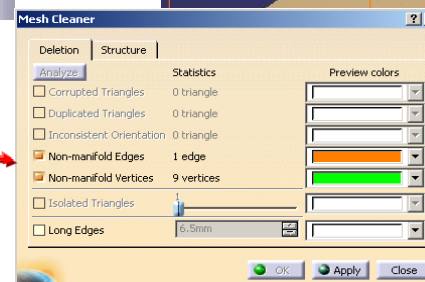 Mesh Cleaner
?
Deletion Structure
Analyze Statistics Preview colors
Corrupted Triangles 0 triangle
Duplicated Triangles 0 triangle
Inconsistent Orientation 0 triangle
Non-manifold Edges 1 edge
Non-manifold Vertices 9 vertices
1
Isolated Triangles
Long Edges 6.5mm
OK Apply Close